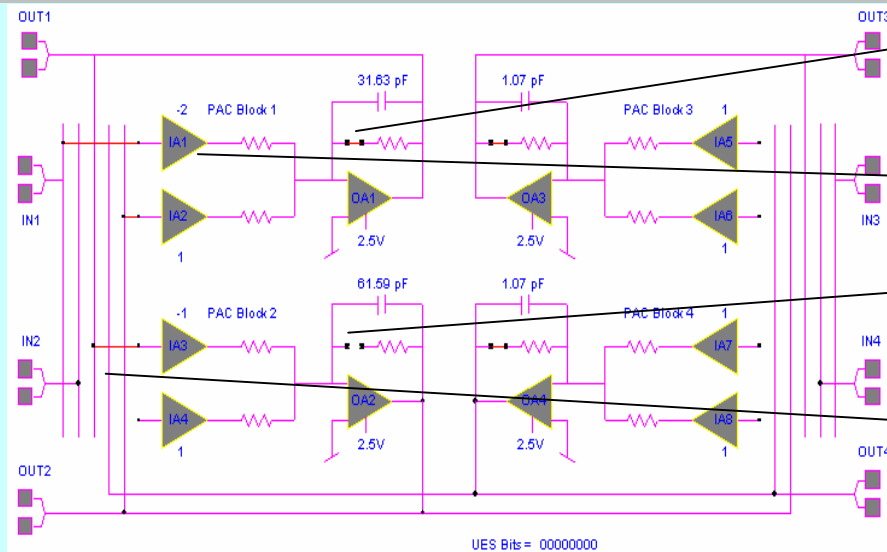 OUT1
OUT3
31.63 pF
1.07 pF
-2 PAC Block 1
PAC Block 3 1
IA1
IA5
IA2
OA1
OA3
IA6
IN1
IN3
1
2.5V
2.5V
1
61.59 pF
1.07 pF
-1 PAC Block 2
PAC Block 4 1
IN2
IN4
IA3
IA7
IA4
OA2
OA4
IA8
1
2.5V
2.5V
1
OUT2
OUT4
UES Bits = 00000000